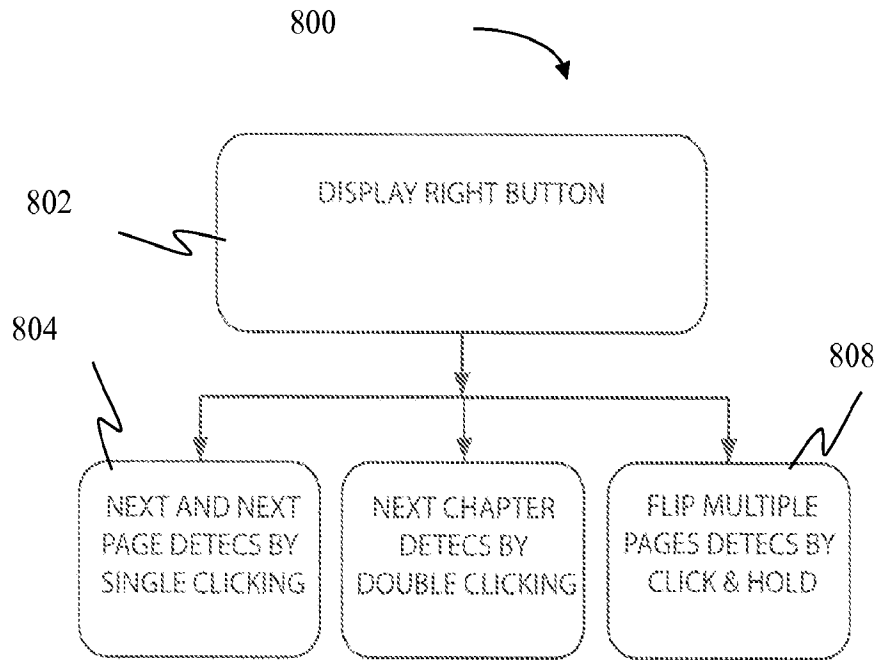 800
802
DISPLAY RIGHT BUTTON
804
808
NEXT AND NEXT
PAGE DETECS BY
SINGLE CLICKING
NEXT CHAPTER
DETECS BY
DOUBLE CLICKING
FLIP MULTIPLE
PAGES DETECS BY
CLICK & HOLD